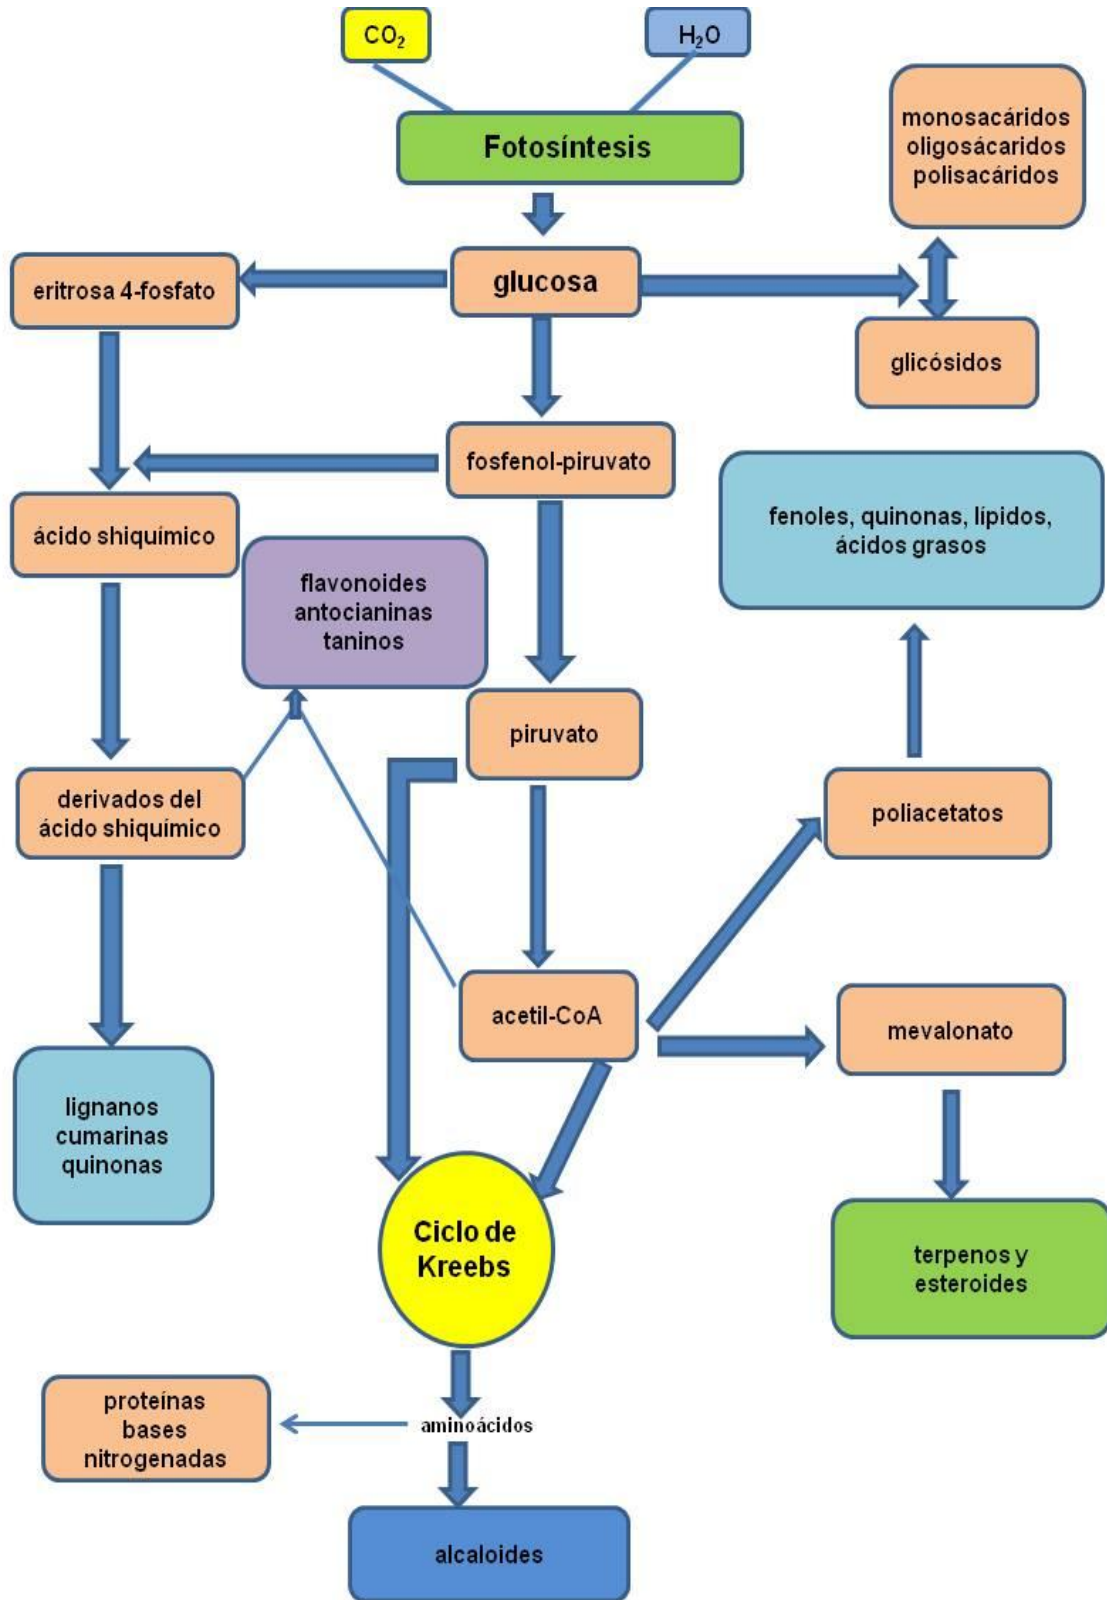 CO₂
H₂O
Fotosíntesis
monosacáridos
oligosácaridos
polisacáridos
eritrosa 4-fosfato
glucosa
glicósidos
fosfenol-piruvato
fenoles, quinonas, lípidos,
ácidos grasos
ácido shiquímico
flavonoides
antocianinas
taninos
piruvato
derivados del
ácido shiquímico
poliacetatos
acetil-CoA
mevalonato
lignanos
cumarinas
quinonas
Ciclo de
Kreebs
terpenos y
esteroides
proteínas
bases
nitrogenadas
aminoácidos
alcaloides